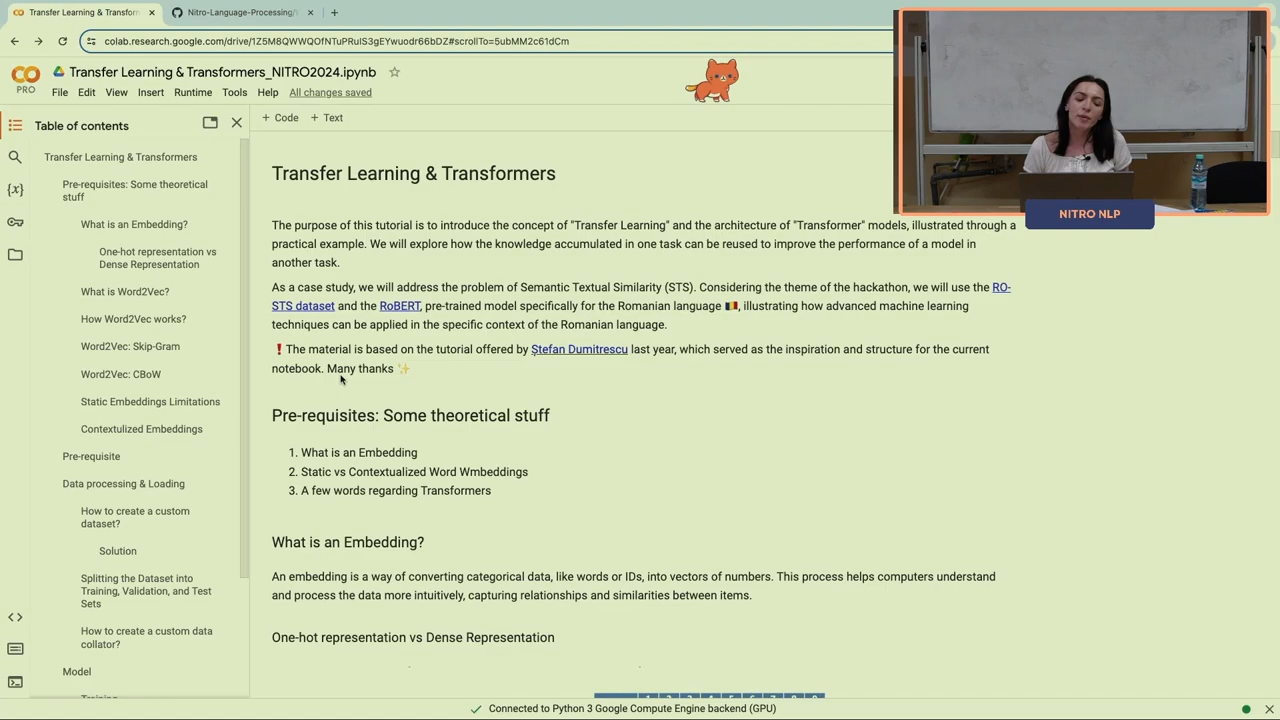 Transfer Learning & Transformers
Nitro-Language-Processing/
colab.research.google.com/drive/1Z5M8QWWQOfNTuPRulS3gEYwuodr66bDZ#scrollTo=5ubMM2c61dCm
PRO
Transfer Learning & Transformers_NITRO2024.ipynb
File Edit View Insert Runtime Tools Help All changes saved
Table of contents
+ Code + Text
Transfer Learning & Transformers
Pre-requisites: Some theoretical
stuff
What is an Embedding?
One-hot representation vs
Dense Representation
What is Word2Vec?
How Word2Vec works?
Word2Vec: Skip-Gram
Word2Vec: CBoW
Static Embeddings Limitations
Contextulized Embeddings
Pre-requisite
Data processing & Loading
How to create a custom
dataset?
Solution
Splitting the Dataset into
Training, Validation, and Test
Sets
How to create a custom data
collator?
Model
Transfer Learning & Transformers
The purpose of this tutorial is to introduce the concept of "Transfer Learning" and the architecture of "Transformer" models, illustrated through a
practical example. We will explore how the knowledge accumulated in one task can be reused to improve the performance of a model in
another task.
As a case study, we will address the problem of Semantic Textual Similarity (STS). Considering the theme of the hackathon, we will use the RO-
STS dataset and the RoBERT, pre-trained model specifically for the Romanian language 🇷🇴, illustrating how advanced machine learning
techniques can be applied in the specific context of the Romanian language.
❗The material is based on the tutorial offered by Ștefan Dumitrescu last year, which served as the inspiration and structure for the current
notebook. Many thanks ✨
Pre-requisites: Some theoretical stuff
1. What is an Embedding
2. Static vs Contextualized Word Wmbeddings
3. A few words regarding Transformers
What is an Embedding?
An embedding is a way of converting categorical data, like words or IDs, into vectors of numbers. This process helps computers understand
and process the data more intuitively, capturing relationships and similarities between items.
One-hot representation vs Dense Representation
NITRO NLP
Connected to Python 3 Google Compute Engine backend (GPU)